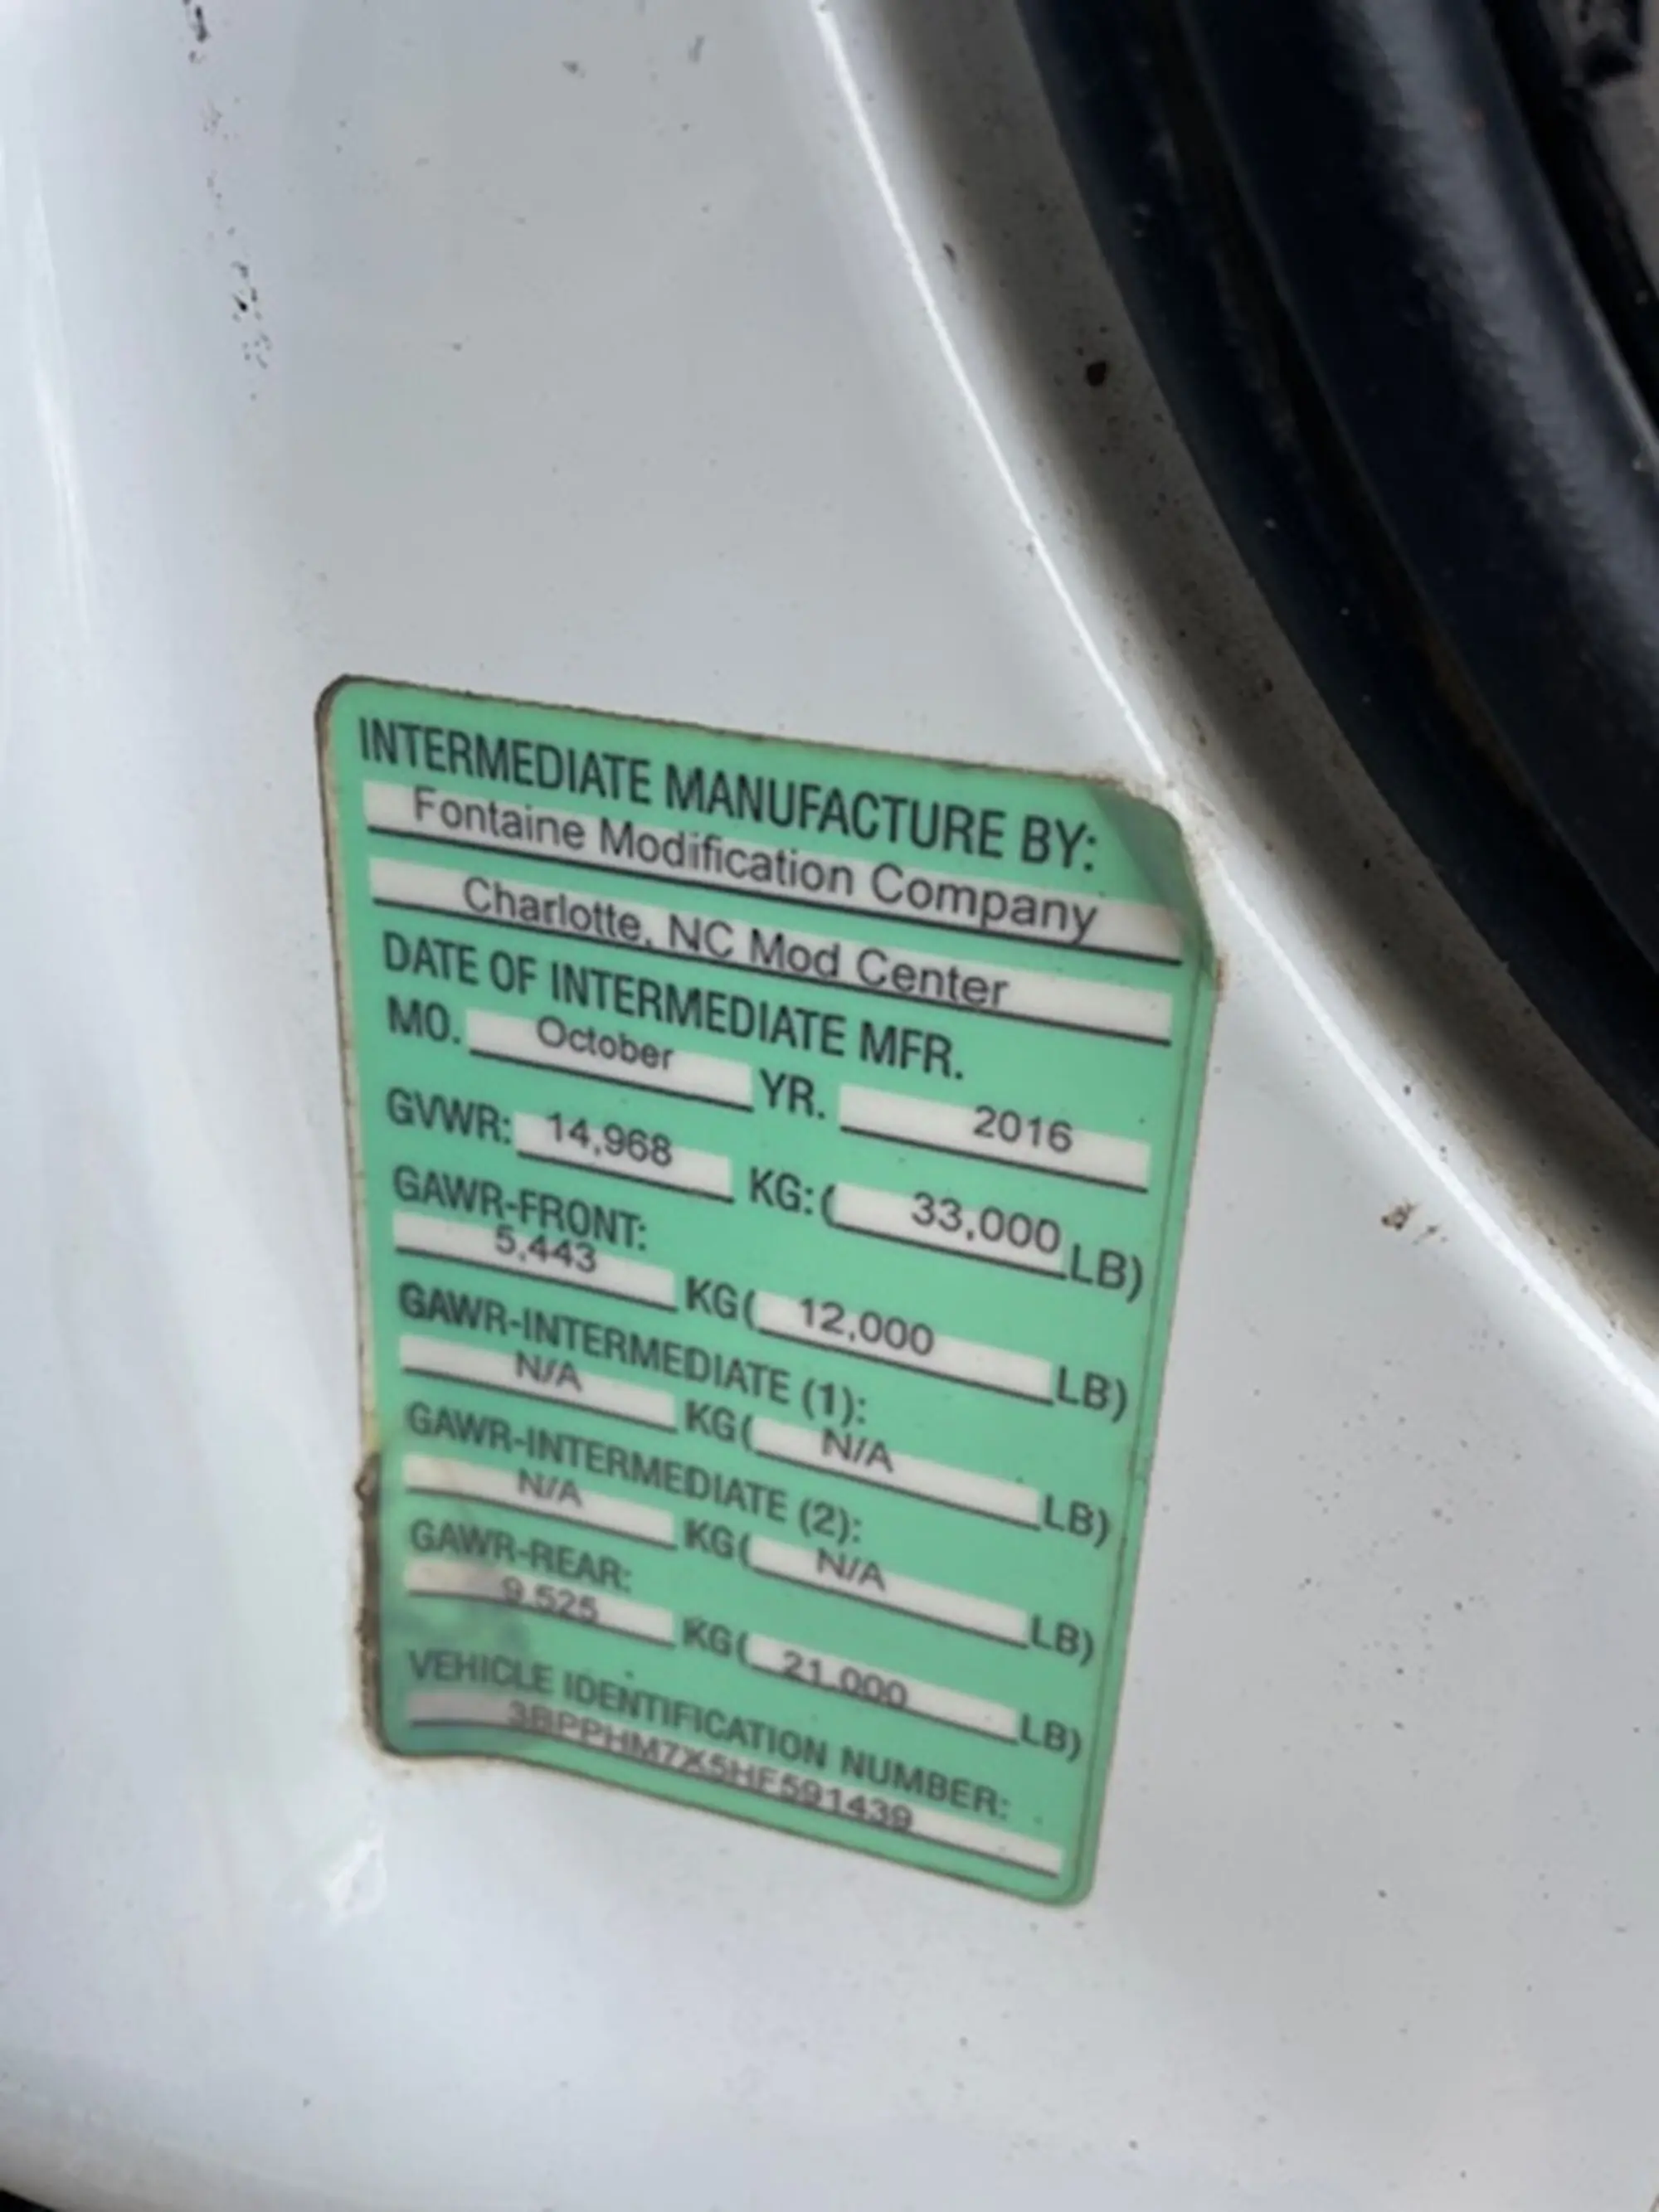 INTERMEDIATE MANUFACTURE BY:
Fontaine Modification Company
Charlotte, NC Mod Center
DATE OF INTERMEDIATE MFR.
MO. October YR. 2016
GVWR: 14,968 KG: ( 33,000 LB)
GAWR-FRONT:
5,443 KG( 12,000 LB)
GAWR-INTERMEDIATE (1):
N/A KG( N/A LB)
GAWR-INTERMEDIATE (2):
N/A KG( N/A LB)
GAWR-REAR:
9,525 KG( 21,000 LB)
VEHICLE IDENTIFICATION NUMBER:
3BPPHM7X5HF591439